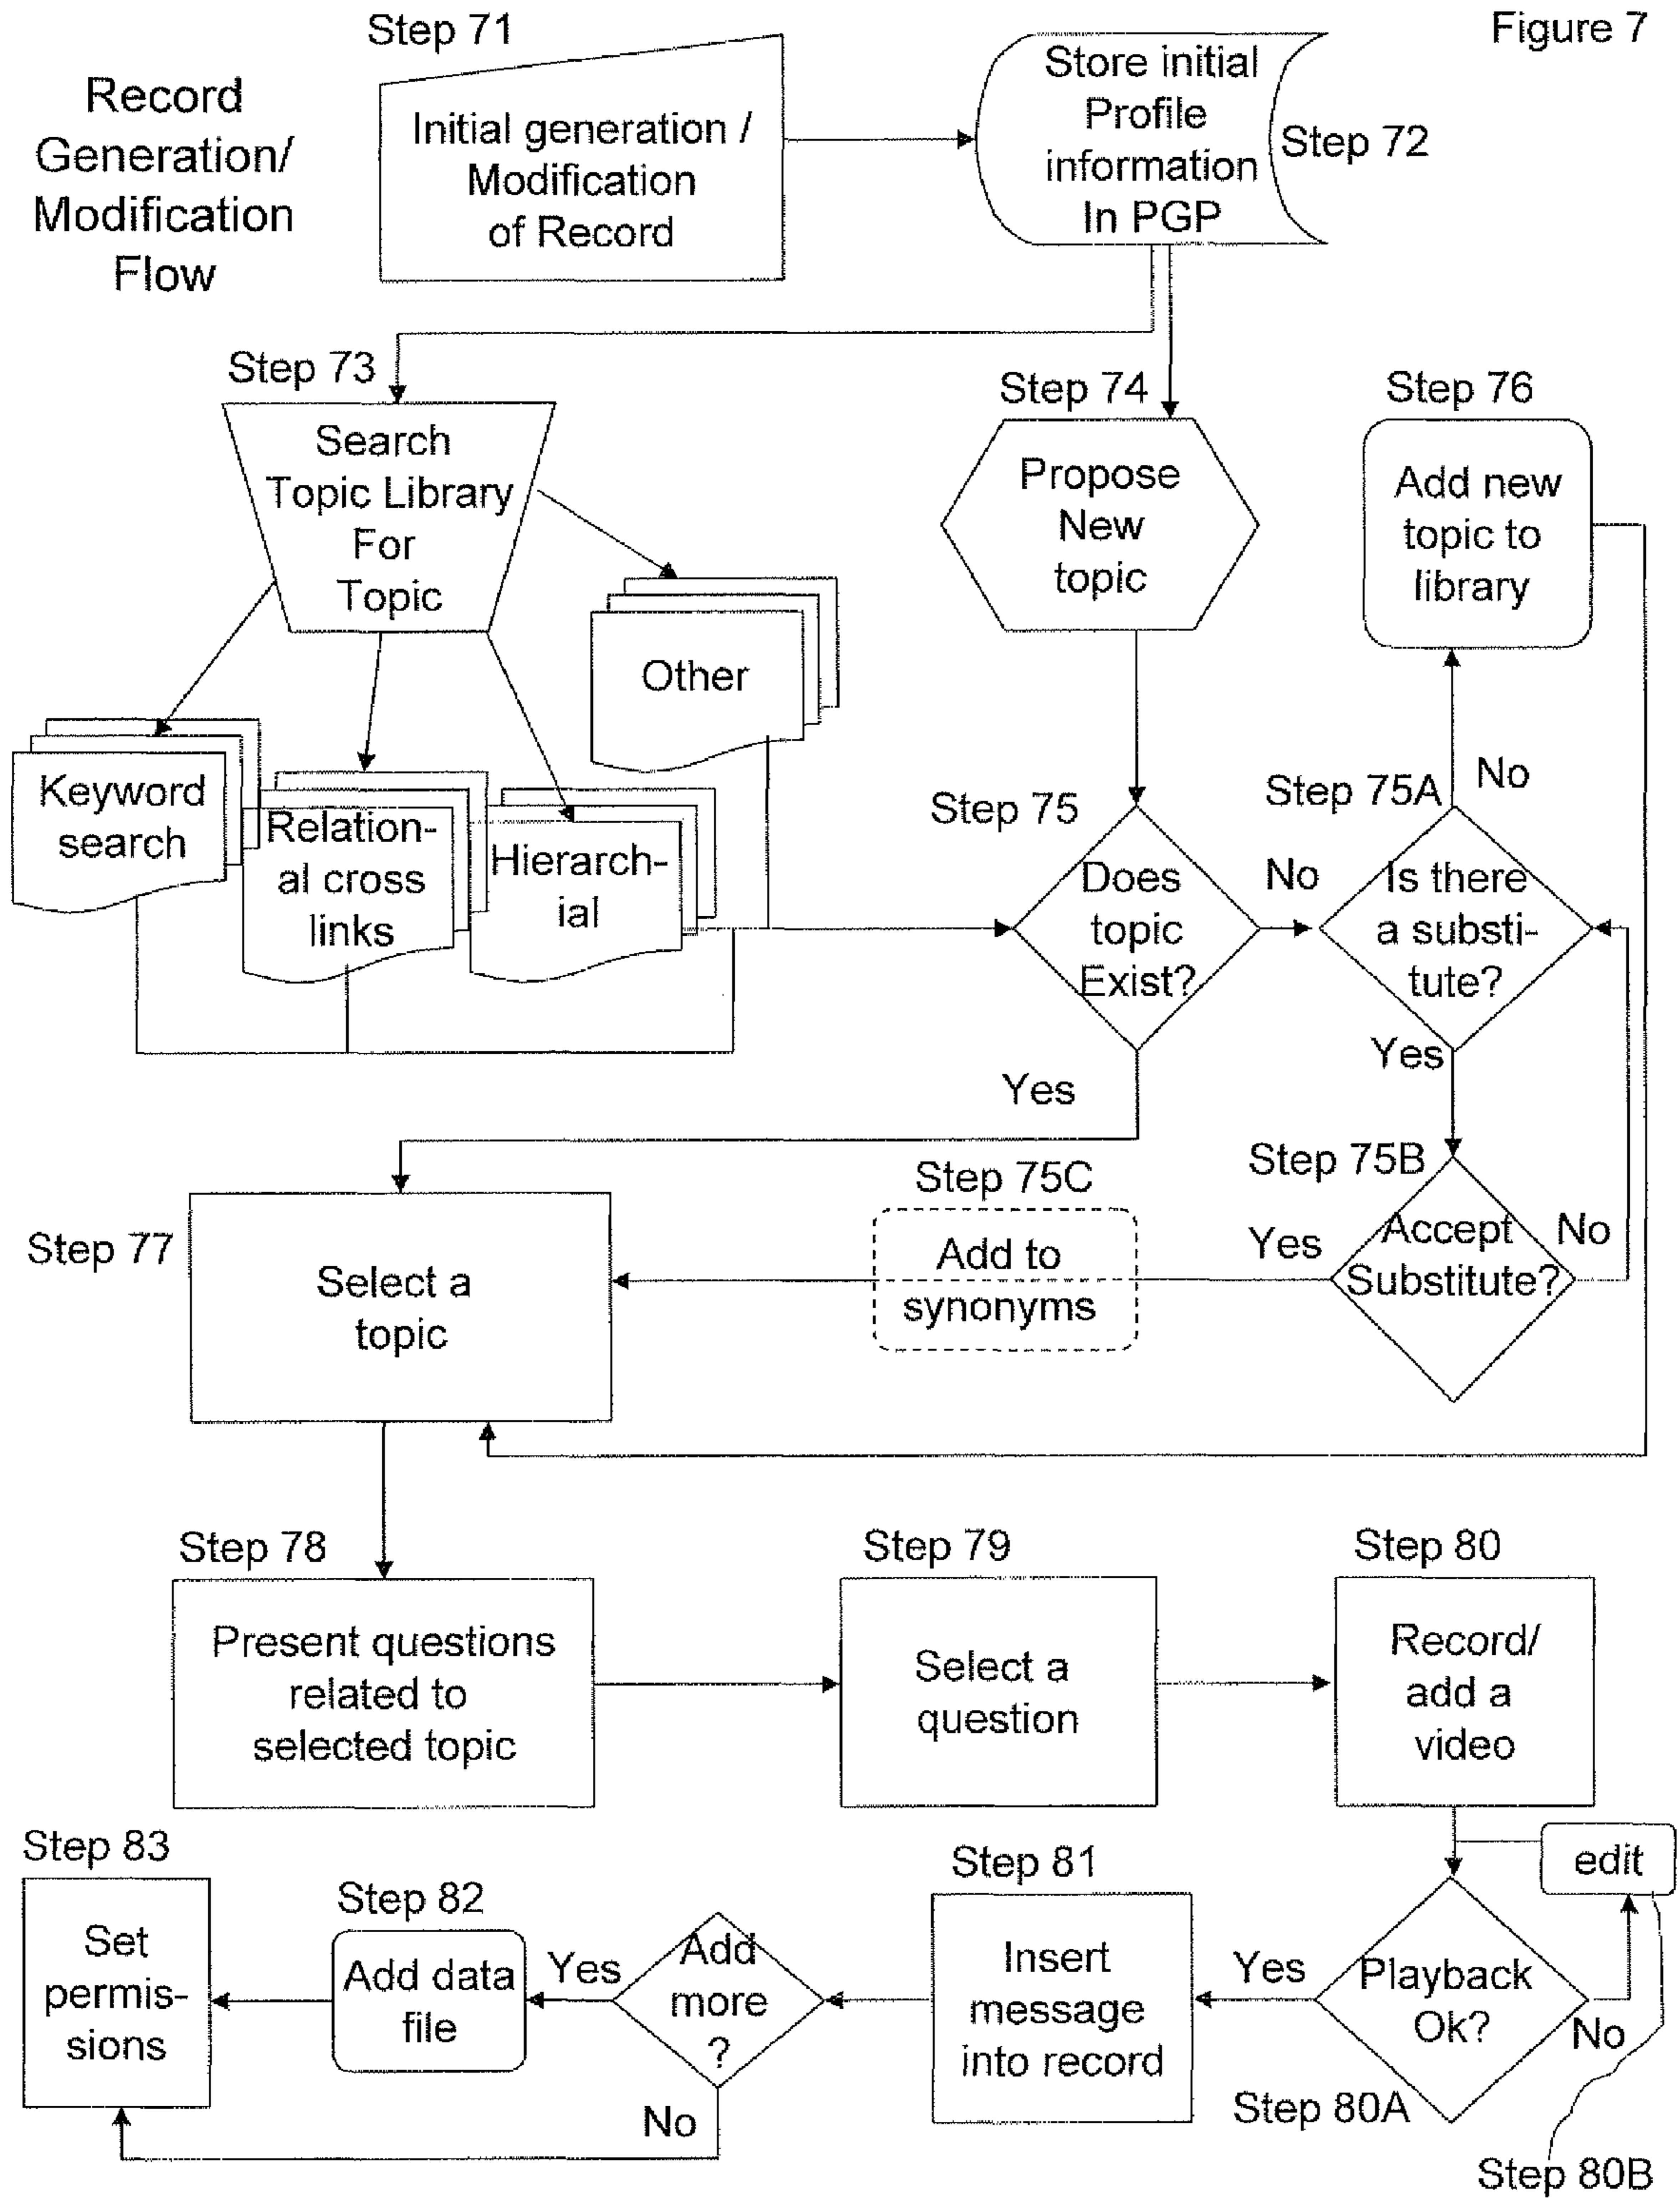 Figure 7
Record
Generation/
Modification
Flow
Step 71
Initial generation /
Modification
of Record
Store initial
Profile
information
In PGP
Step 72
Step 73
Search
Topic Library
For
Topic
Step 74
Propose
New
topic
Step 76
Add new
topic to
library
Other
Keyword
search
Relation-
al cross
links
Hierarch-
ial
Step 75
Does
topic
Exist?
No
Yes
Step 75A
No
Is there
a substi-
tute?
Yes
Step 75B
Accept
Substitute?
No
Yes
Step 75C
Add to
synonyms
Step 77
Select a
topic
Step 78
Present questions
related to
selected topic
Step 79
Select a
question
Step 80
Record/
add a
video
edit
Playback
Ok?
No
Yes
Step 80A
Step 80B
Step 81
Insert
message
into record
Add
more
?
Yes
No
Step 82
Add data
file
Step 83
Set
permis-
sions